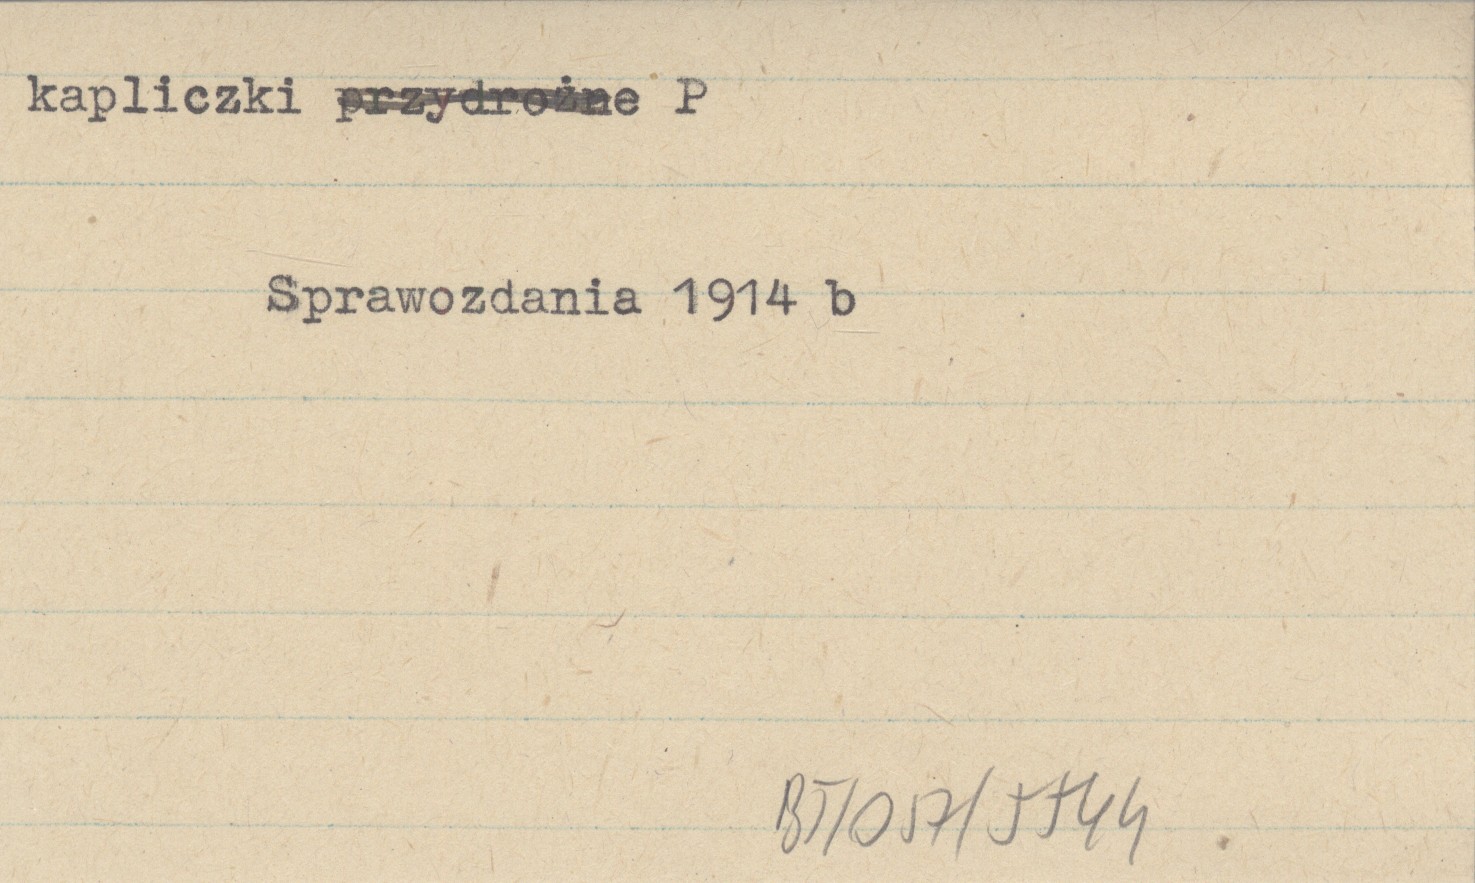 kapliczki przydrożne P
Sprawozdania 1914 b
BT/057/5544